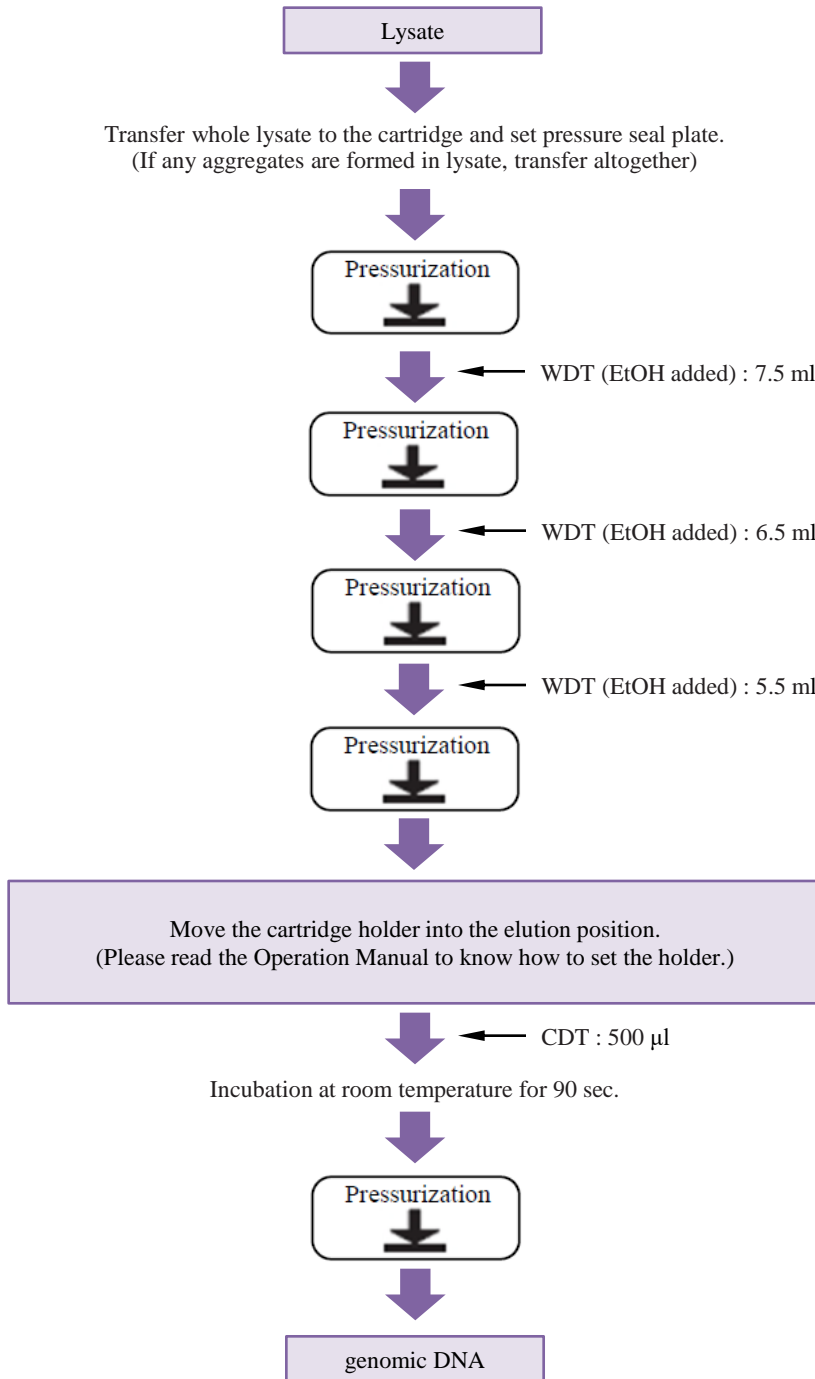 Lysate
Transfer whole lysate to the cartridge and set pressure seal plate.
(If any aggregates are formed in lysate, transfer altogether)
Pressurization
WDT (EtOH added) : 7.5 ml
Pressurization
WDT (EtOH added) : 6.5 ml
Pressurization
WDT (EtOH added) : 5.5 ml
Pressurization
Move the cartridge holder into the elution position.
(Please read the Operation Manual to know how to set the holder.)
CDT : 500 µl
Incubation at room temperature for 90 sec.
Pressurization
genomic DNA